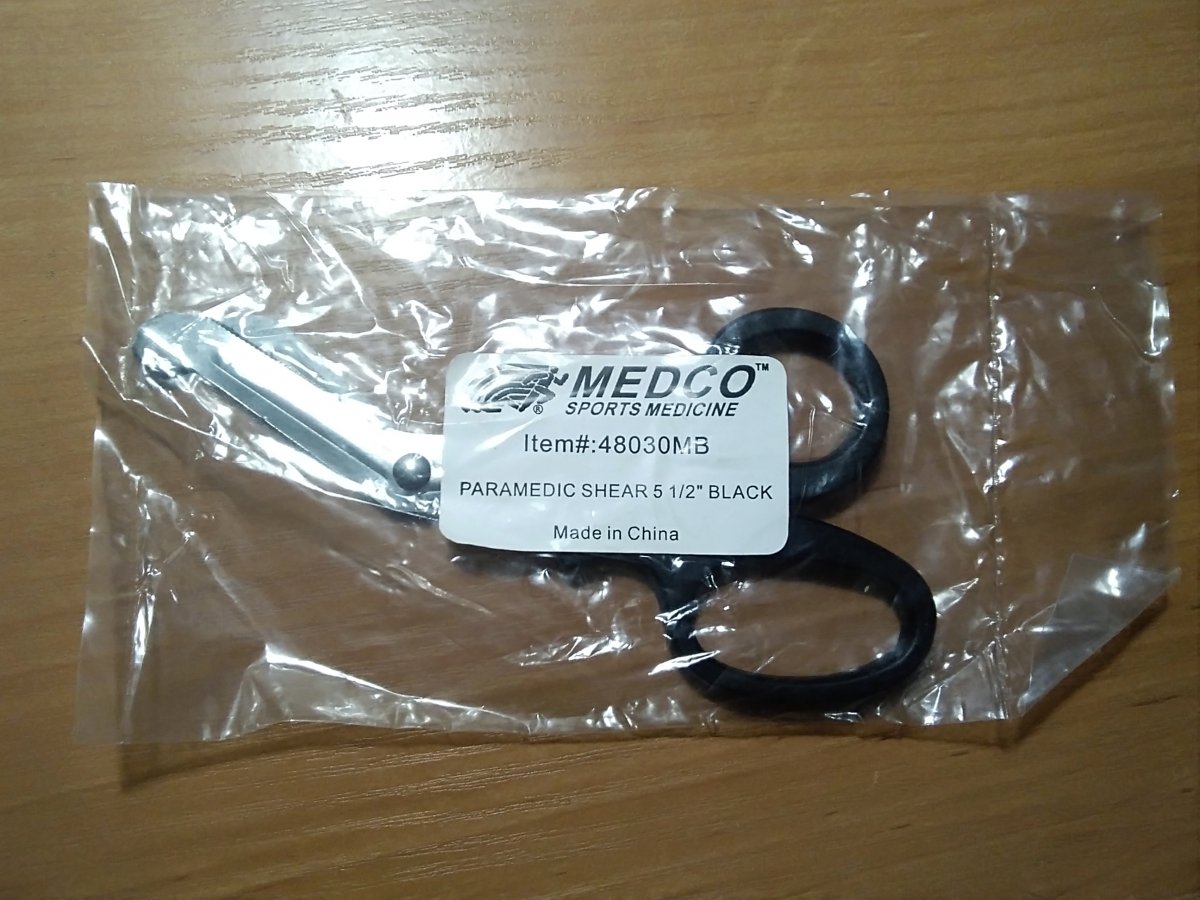 MEDCO™
SPORTS MEDICINE
®
Item#:48030MB
PARAMEDIC SHEAR 5 1/2" BLACK
Made in China